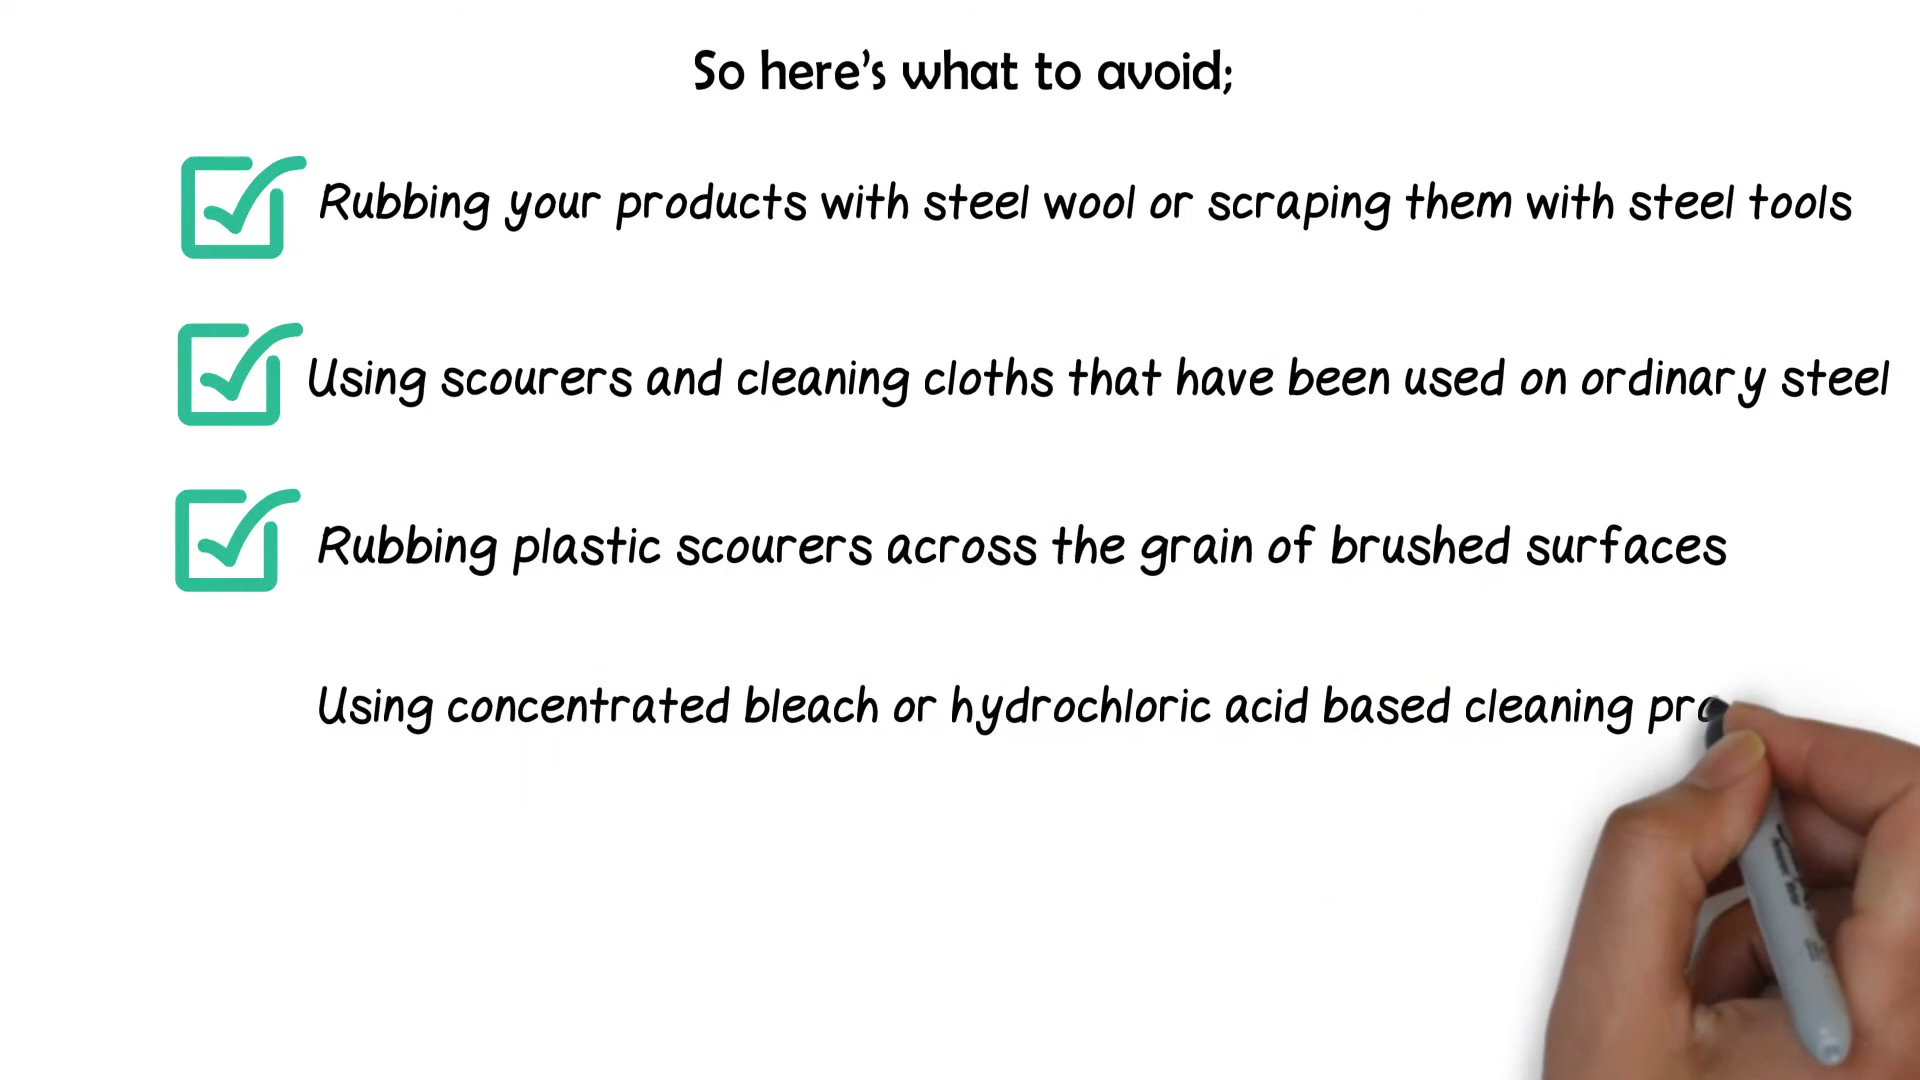 So here's what to avoid;
Rubbing your products with steel wool or scraping them with steel tools
Using scourers and cleaning cloths that have been used on ordinary steel
Rubbing plastic scourers across the grain of brushed surfaces
Using concentrated bleach or hydrochloric acid based cleaning pro